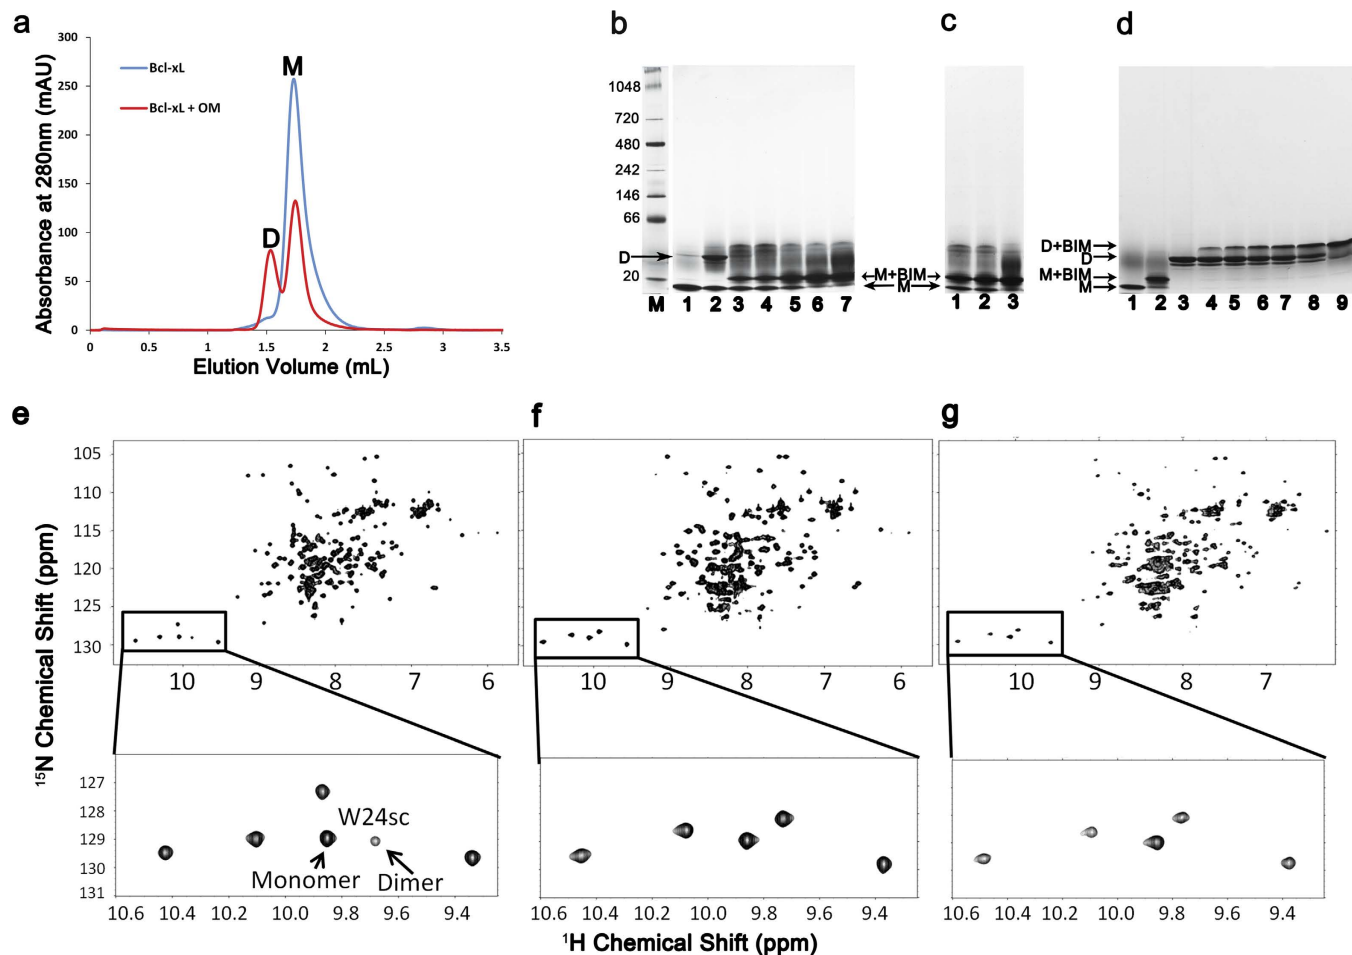 a
b
c
d
Absorbance at 280nm (mAU)
300
250
200
150
100
50
0
Bcl-xL
Bcl-xL + OM
M
D
0 0.5 1 1.5 2 2.5 3 3.5
Elution Volume (mL)
1048
720
480
242
146
66
D
20
M 1 2 3 4 5 6 7
M+BIM
M
1 2 3
D+BIM
D
M+BIM
M
1 2 3 4 5 6 7 8 9
e
f
g
¹⁵N Chemical Shift (ppm)
105
110
115
120
125
130
10 9 8 7 6
10 9 8 7 6
10 9 8 7
127
128
129
130
131
W24sc
Monomer
Dimer
10.6 10.4 10.2 10.0 9.8 9.6 9.4
10.6 10.4 10.2 10.0 9.8 9.6 9.4
10.6 10.4 10.2 10.0 9.8 9.6 9.4
¹H Chemical Shift (ppm)